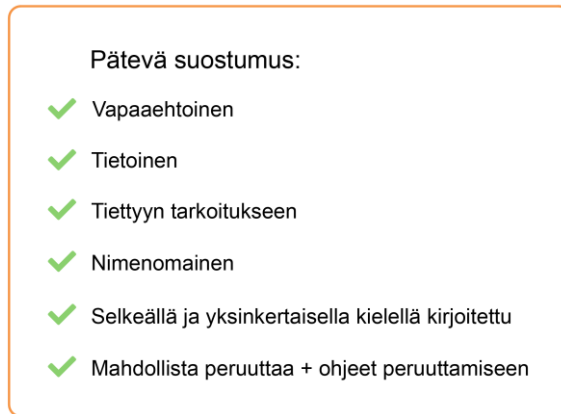 Pätevä suostumus:
Vapaaehtoinen
Tietoinen
Tiettyyn tarkoitukseen
Nimenomainen
Selkeällä ja yksinkertaisella kielellä kirjoitettu
Mahdollista peruuttaa + ohjeet peruuttamiseen